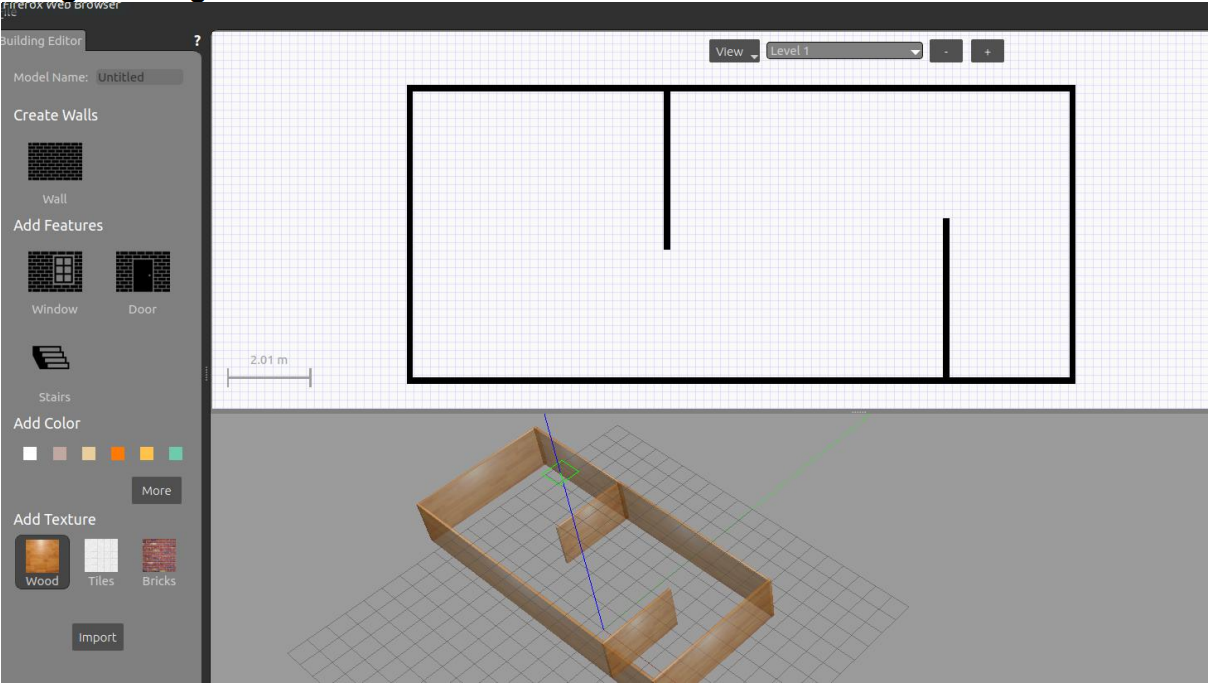 Firefox Web Browser
File
Building Editor
?
Model Name: Untitled
Create Walls
Wall
Add Features
Window Door
Stairs
Add Color
More
Add Texture
Wood Tiles Bricks
Import
View Level 1 - +
2.01 m